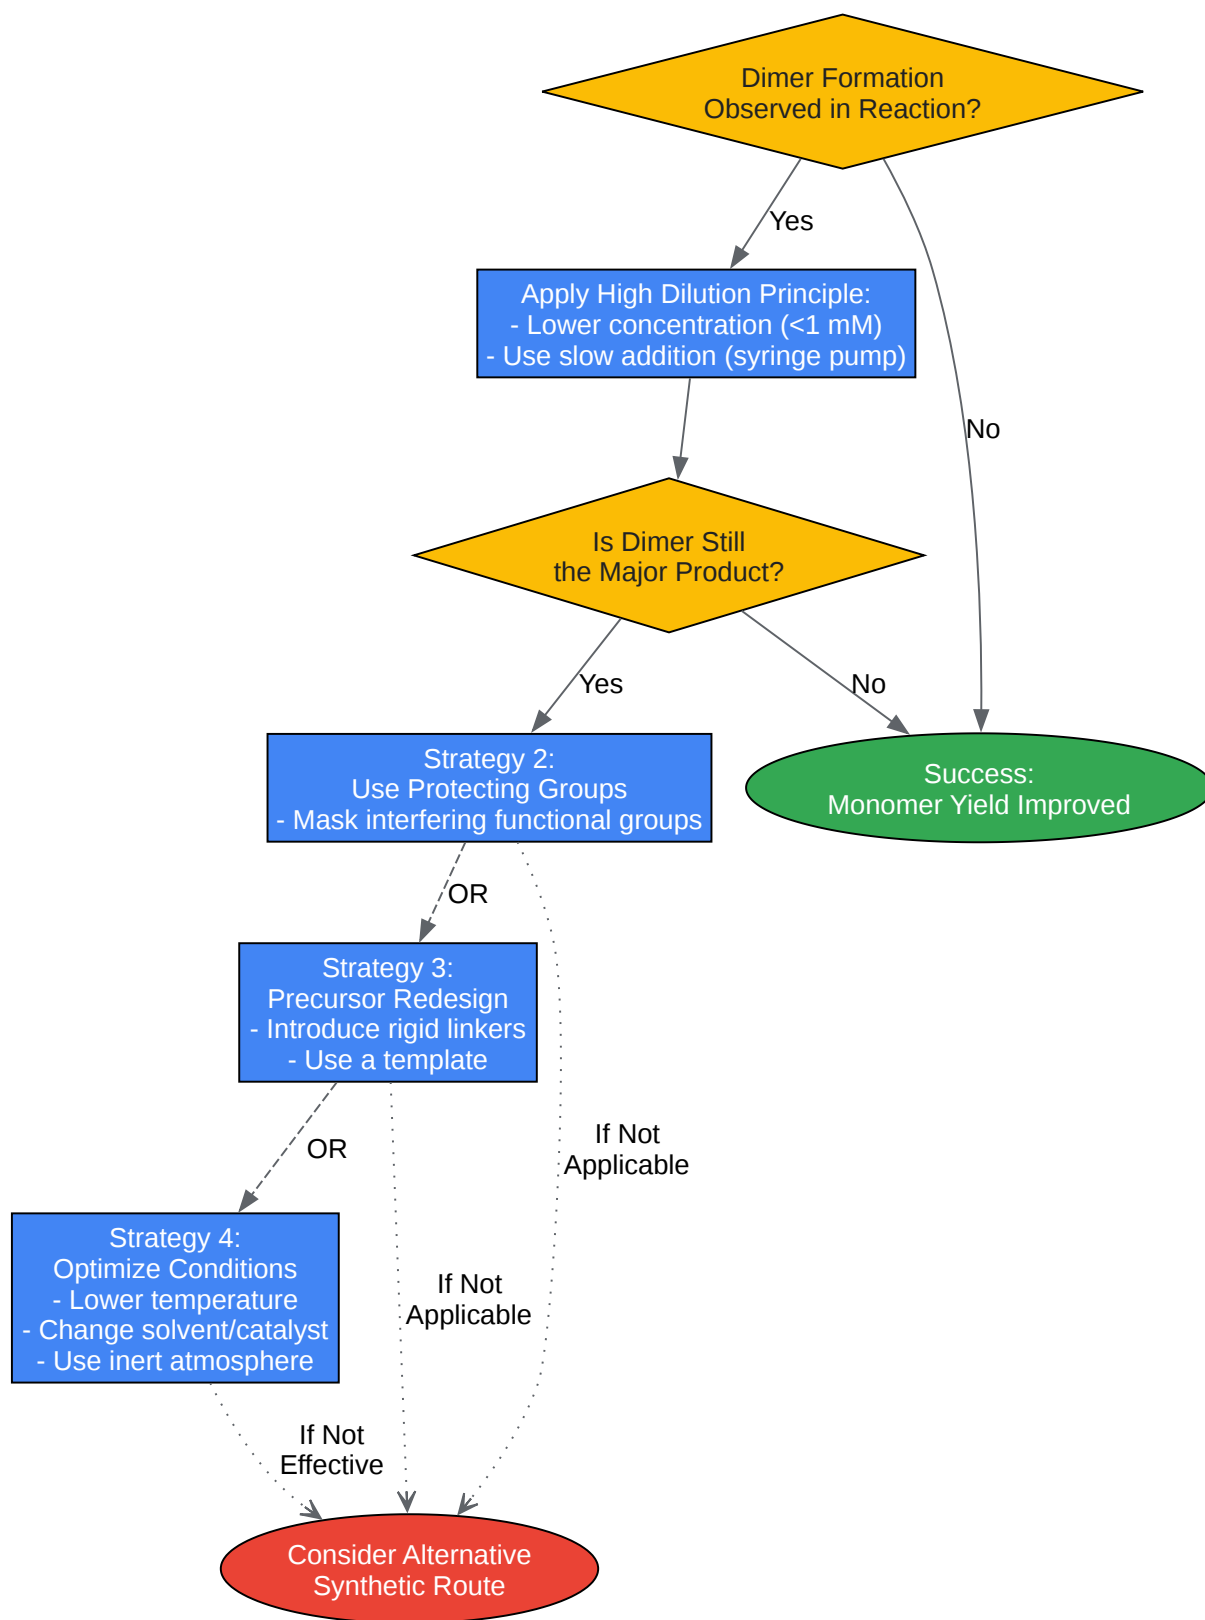 Dimer Formation
Observed in Reaction?
Yes
Apply High Dilution Principle:
- Lower concentration (<1 mM)
- Use slow addition (syringe pump)
No
Is Dimer Still
the Major Product?
Yes
No
Strategy 2:
Use Protecting Groups
- Mask interfering functional groups
Success:
Monomer Yield Improved
OR
Strategy 3:
Precursor Redesign
- Introduce rigid linkers
- Use a template
If Not
Applicable
OR
Strategy 4:
Optimize Conditions
- Lower temperature
- Change solvent/catalyst
- Use inert atmosphere
If Not
Applicable
If Not
Effective
Consider Alternative
Synthetic Route